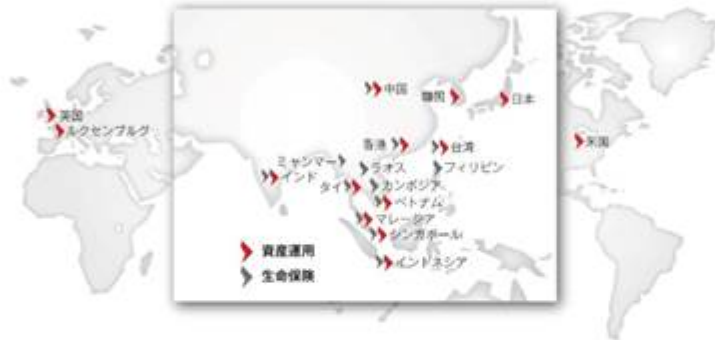 中国
韓国
日本
英国
ルクセンブルグ
香港
台湾
米国
ミャンマー
ラオス
フィリピン
インド
タイ
カンボジア
ベトナム
マレーシア
シンガポール
インドネシア
資産運用
生命保険